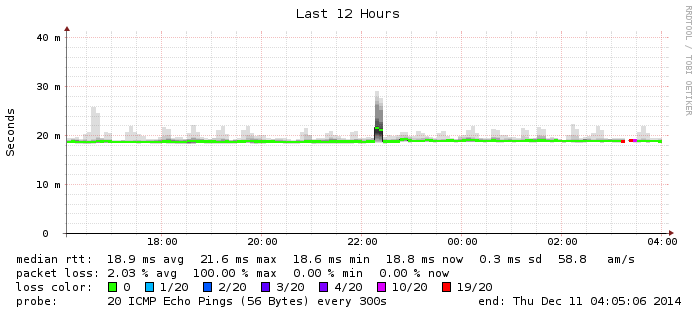 Last 12 Hours
RRDTOOL / TOBI OETIKER
Seconds
40 m
30 m
20 m
10 m
0
18:00 20:00 22:00 00:00 02:00 04:00
median rtt: 18.9 ms avg 21.6 ms max 18.6 ms min 18.8 ms now 0.3 ms sd 58.8 am/s
packet loss: 2.03 % avg 100.00 % max 0.00 % min 0.00 % now
loss color: 0 1/20 2/20 3/20 4/20 10/20 19/20
probe: 20 ICMP Echo Pings (56 Bytes) every 300s end: Thu Dec 11 04:05:06 2014